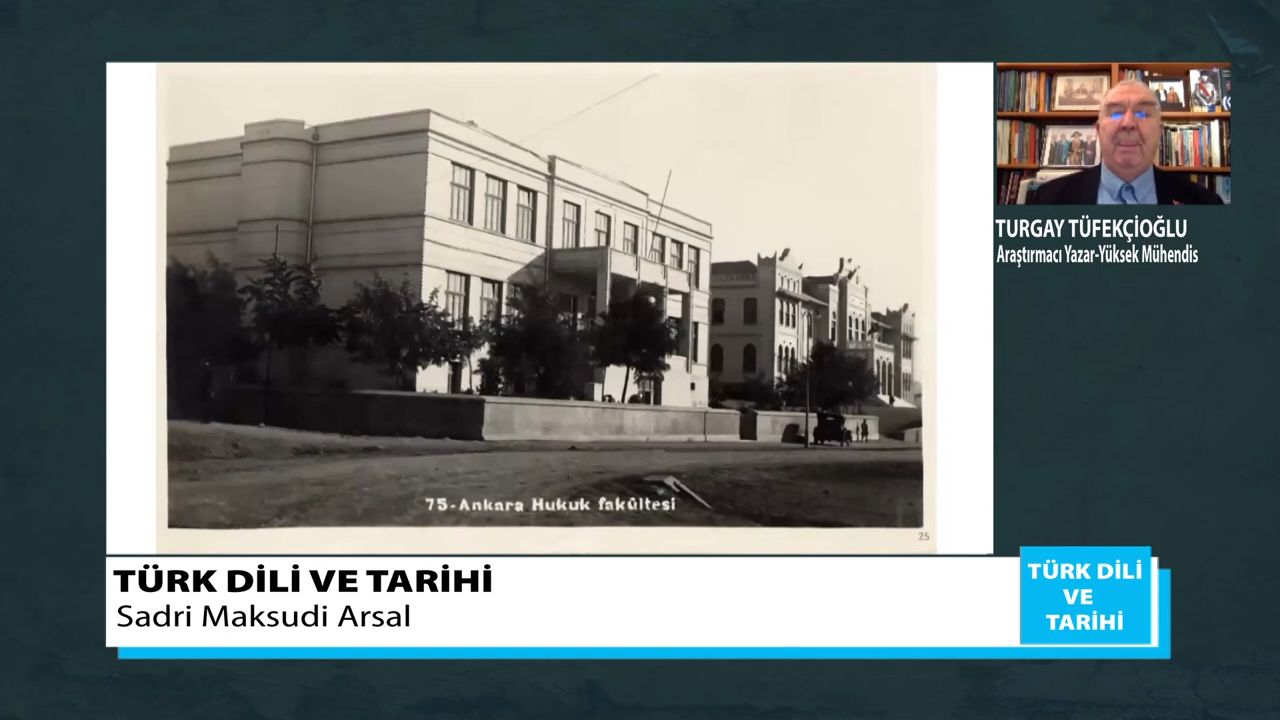 75-Ankara Hukuk fakültesi
25
TURGAY TÜFEKÇİOĞLU
Araştırmacı Yazar-Yüksek Mühendis
TÜRK DİLİ VE TARİHİ
Sadri Maksudi Arsal
TÜRK DİLİ
VE
TARİHİ